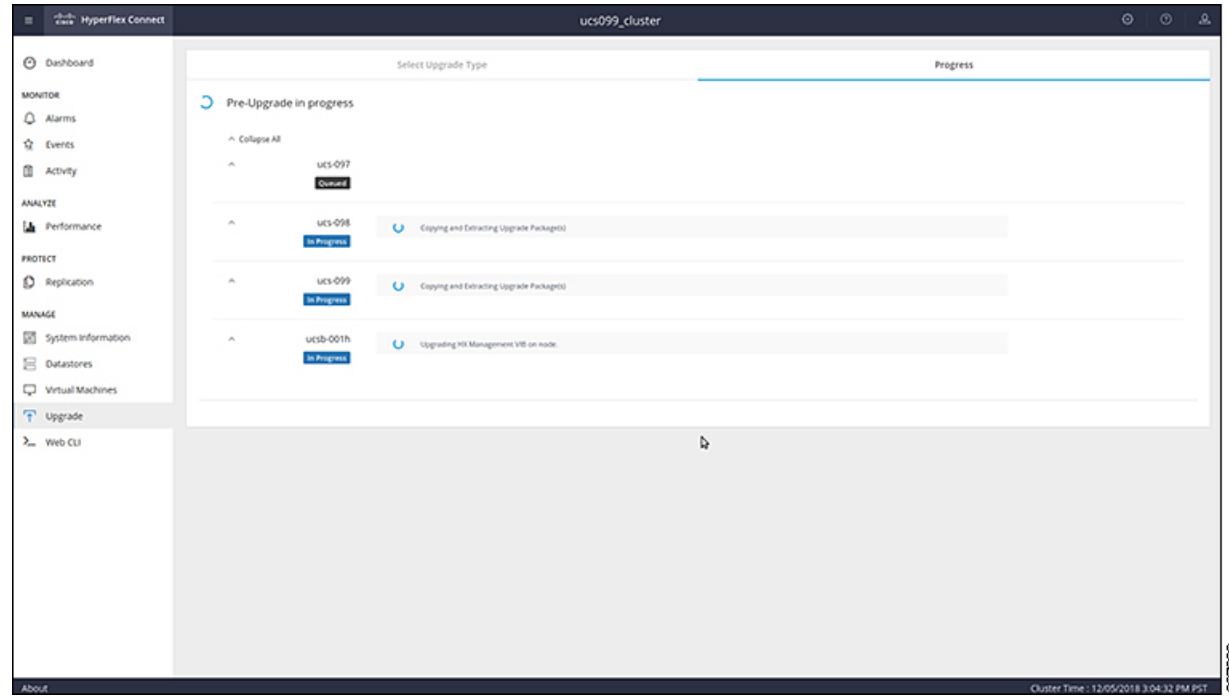 cisco HyperFlex Connect
ucs099_cluster
Dashboard
MONITOR
Alarms
Events
Activity
ANALYZE
Performance
PROTECT
Replication
MANAGE
System Information
Datastores
Virtual Machines
Upgrade
Web CLI
Select Upgrade Type
Progress
Pre-Upgrade in progress
Collapse All
ucs-097
Queued
ucs-098
In Progress
Copying and Extracting Upgrade Package(s)
ucs-099
In Progress
Copying and Extracting Upgrade Package(s)
ucsb-001h
In Progress
Upgrading HX Management VIB on node.
About
Cluster Time : 12/05/2018 3:04:32 PM PST